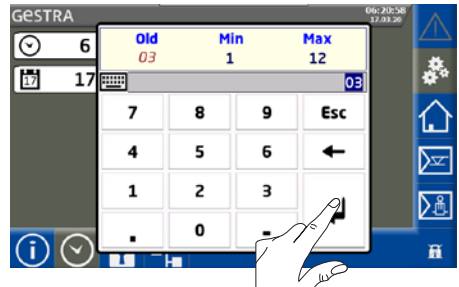 GESTRA
06:20:58
17.03.20
6
17
17
Old Min Max
03 1 12
03
7 8 9 Esc
4 5 6 ←
1 2 3
. 0 -
i